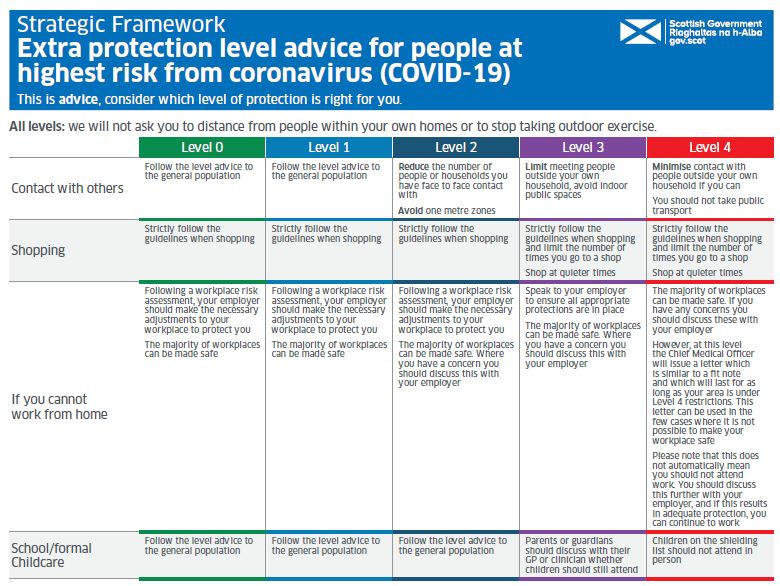 Strategic Framework
Extra protection level advice for people at
highest risk from coronavirus (COVID-19)
This is advice, consider which level of protection is right for you.
Scottish Government
Riaghaltas na h-Alba
gov.scot
All levels: we will not ask you to distance from people within your own homes or to stop taking outdoor exercise.
Level 0
Level 1
Level 2
Level 3
Level 4
Contact with others
Follow the level advice to
the general population
Follow the level advice to
the general population
Reduce the number of
people or households you
have face to face contact
with
Avoid one metre zones
Limit meeting people
outside your own
household, avoid indoor
public spaces
Minimise contact with
people outside your own
household if you can
You should not take public
transport
Shopping
Strictly follow the
guidelines when shopping
Strictly follow the
guidelines when shopping
Strictly follow the
guidelines when shopping
Strictly follow the
guidelines when shopping
and limit the number of
times you go to a shop
Shop at quieter times
Strictly follow the
guidelines when shopping
and limit the number of
times you go to a shop
Shop at quieter times
If you cannot
work from home
Following a workplace risk
assessment, your employer
should make the necessary
adjustments to your
workplace to protect you
The majority of workplaces
can be made safe
Following a workplace risk
assessment, your employer
should make the necessary
adjustments to your
workplace to protect you
The majority of workplaces
can be made safe
Following a workplace risk
assessment, your employer
should make the necessary
adjustments to your
workplace to protect you
The majority of workplaces
can be made safe. Where
you have a concern you
should discuss this with
your employer
Speak to your employer
to ensure all appropriate
protections are in place
The majority of workplaces
can be made safe. Where
you have a concern you
should discuss this with
your employer
The majority of workplaces
can be made safe. If you
have any concerns you
should discuss these with
your employer
However, at this level
the Chief Medical Officer
will issue a letter which
is similar to a fit note
and which will last for as
long as your area is under
Level 4 restrictions. This
letter can be used in the
few cases where it is not
possible to make your
workplace safe
Please note that this does
not automatically mean
you should not attend
work. You should discuss
this further with your
employer, and if this results
in adequate protection, you
can continue to work
School/formal
Childcare
Follow the level advice to
the general population
Follow the level advice to
the general population
Follow the level advice to
the general population
Parents or guardians
should discuss with their
GP or clinician whether
children should still attend
Children on the shielding
list should not attend in
person